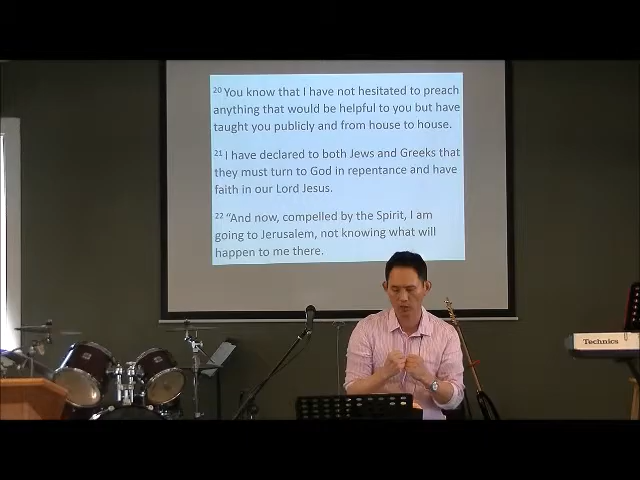 20 You know that I have not hesitated to preach
anything that would be helpful to you but have
taught you publicly and from house to house.
21 I have declared to both Jews and Greeks that
they must turn to God in repentance and have
faith in our Lord Jesus.
22 “And now, compelled by the Spirit, I am
going to Jerusalem, not knowing what will
happen to me there.
Technics